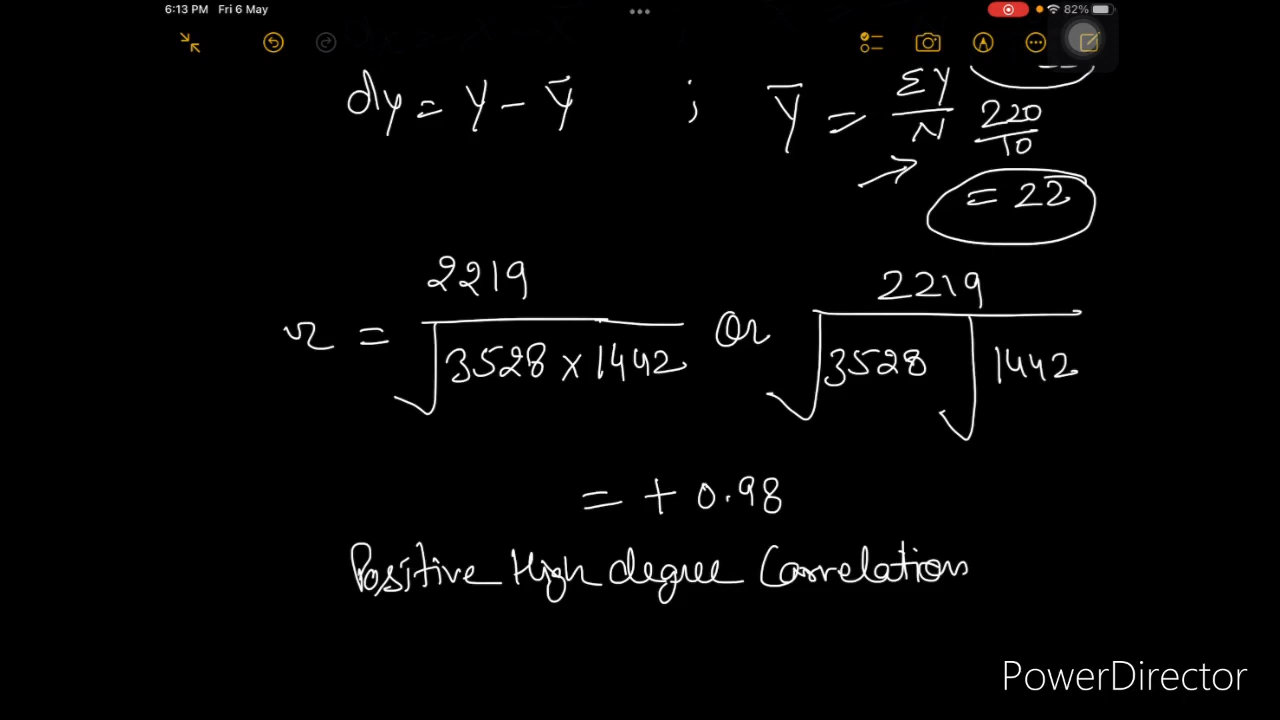 6:13 PM Fri 6 May
82%
dy = Y - Ȳ ; Ȳ = ΣY/N 220/10
= 22
r = 2219/√(3528 × 1442) Or 2219/(√3528 √1442)
= + 0.98
Positive High degree Correlation
PowerDirector